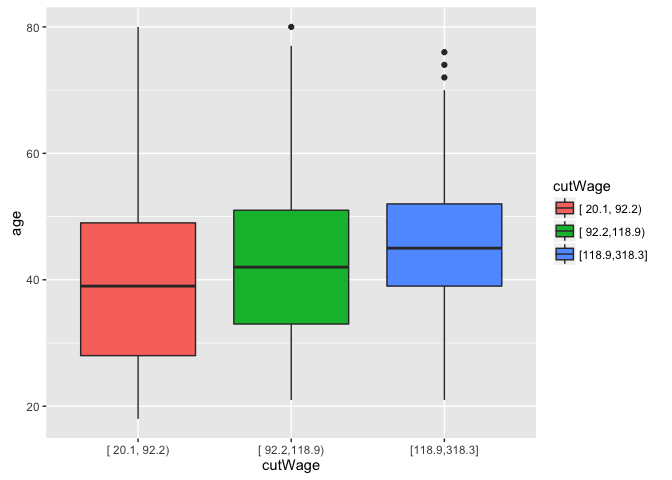 80
60
40
20
age
[ 20.1, 92.2)
[ 92.2,118.9)
[118.9,318.3]
cutWage
cutWage
[ 20.1, 92.2)
[ 92.2,118.9)
[118.9,318.3]